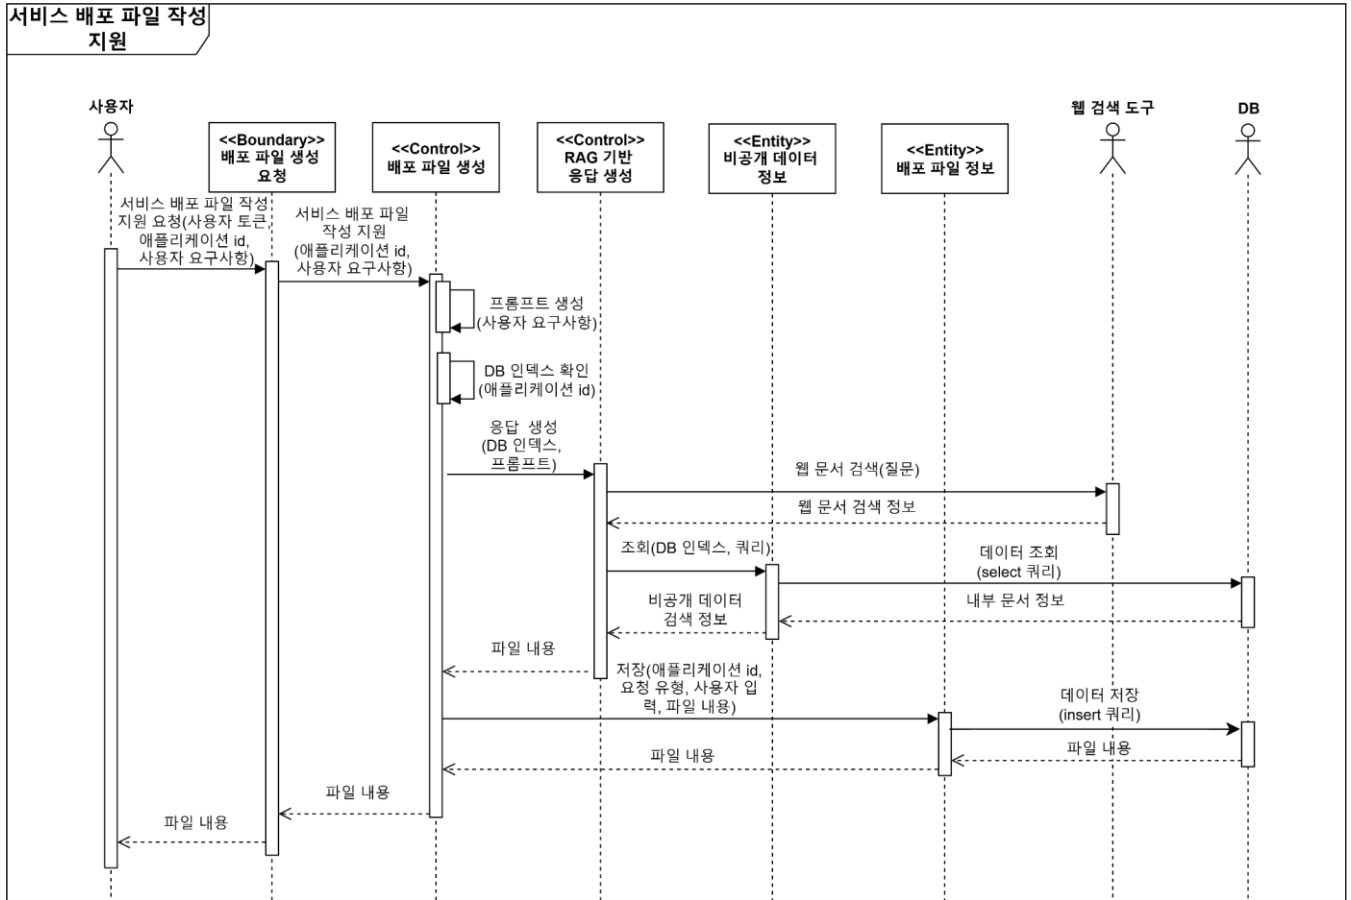 서비스 배포 파일 작성
지원
사용자
<<Boundary>>
배포 파일 생성
요청
<<Control>>
배포 파일 생성
<<Control>>
RAG 기반
응답 생성
<<Entity>>
비공개 데이터
정보
<<Entity>>
배포 파일 정보
웹 검색 도구
DB
서비스 배포 파일 작성
지원 요청(사용자 토큰,
애플리케이션 id,
사용자 요구사항)
서비스 배포 파일
작성 지원
(애플리케이션 id,
사용자 요구사항)
프롬프트 생성
(사용자 요구사항)
DB 인덱스 확인
(애플리케이션 id)
응답 생성
(DB 인덱스,
프롬프트)
웹 문서 검색(질문)
웹 문서 검색 정보
조회(DB 인덱스, 쿼리)
데이터 조회
(select 쿼리)
내부 문서 정보
비공개 데이터
검색 정보
파일 내용
저장(애플리케이션 id,
요청 유형, 사용자 입
력, 파일 내용)
데이터 저장
(insert 쿼리)
파일 내용
파일 내용
파일 내용
파일 내용